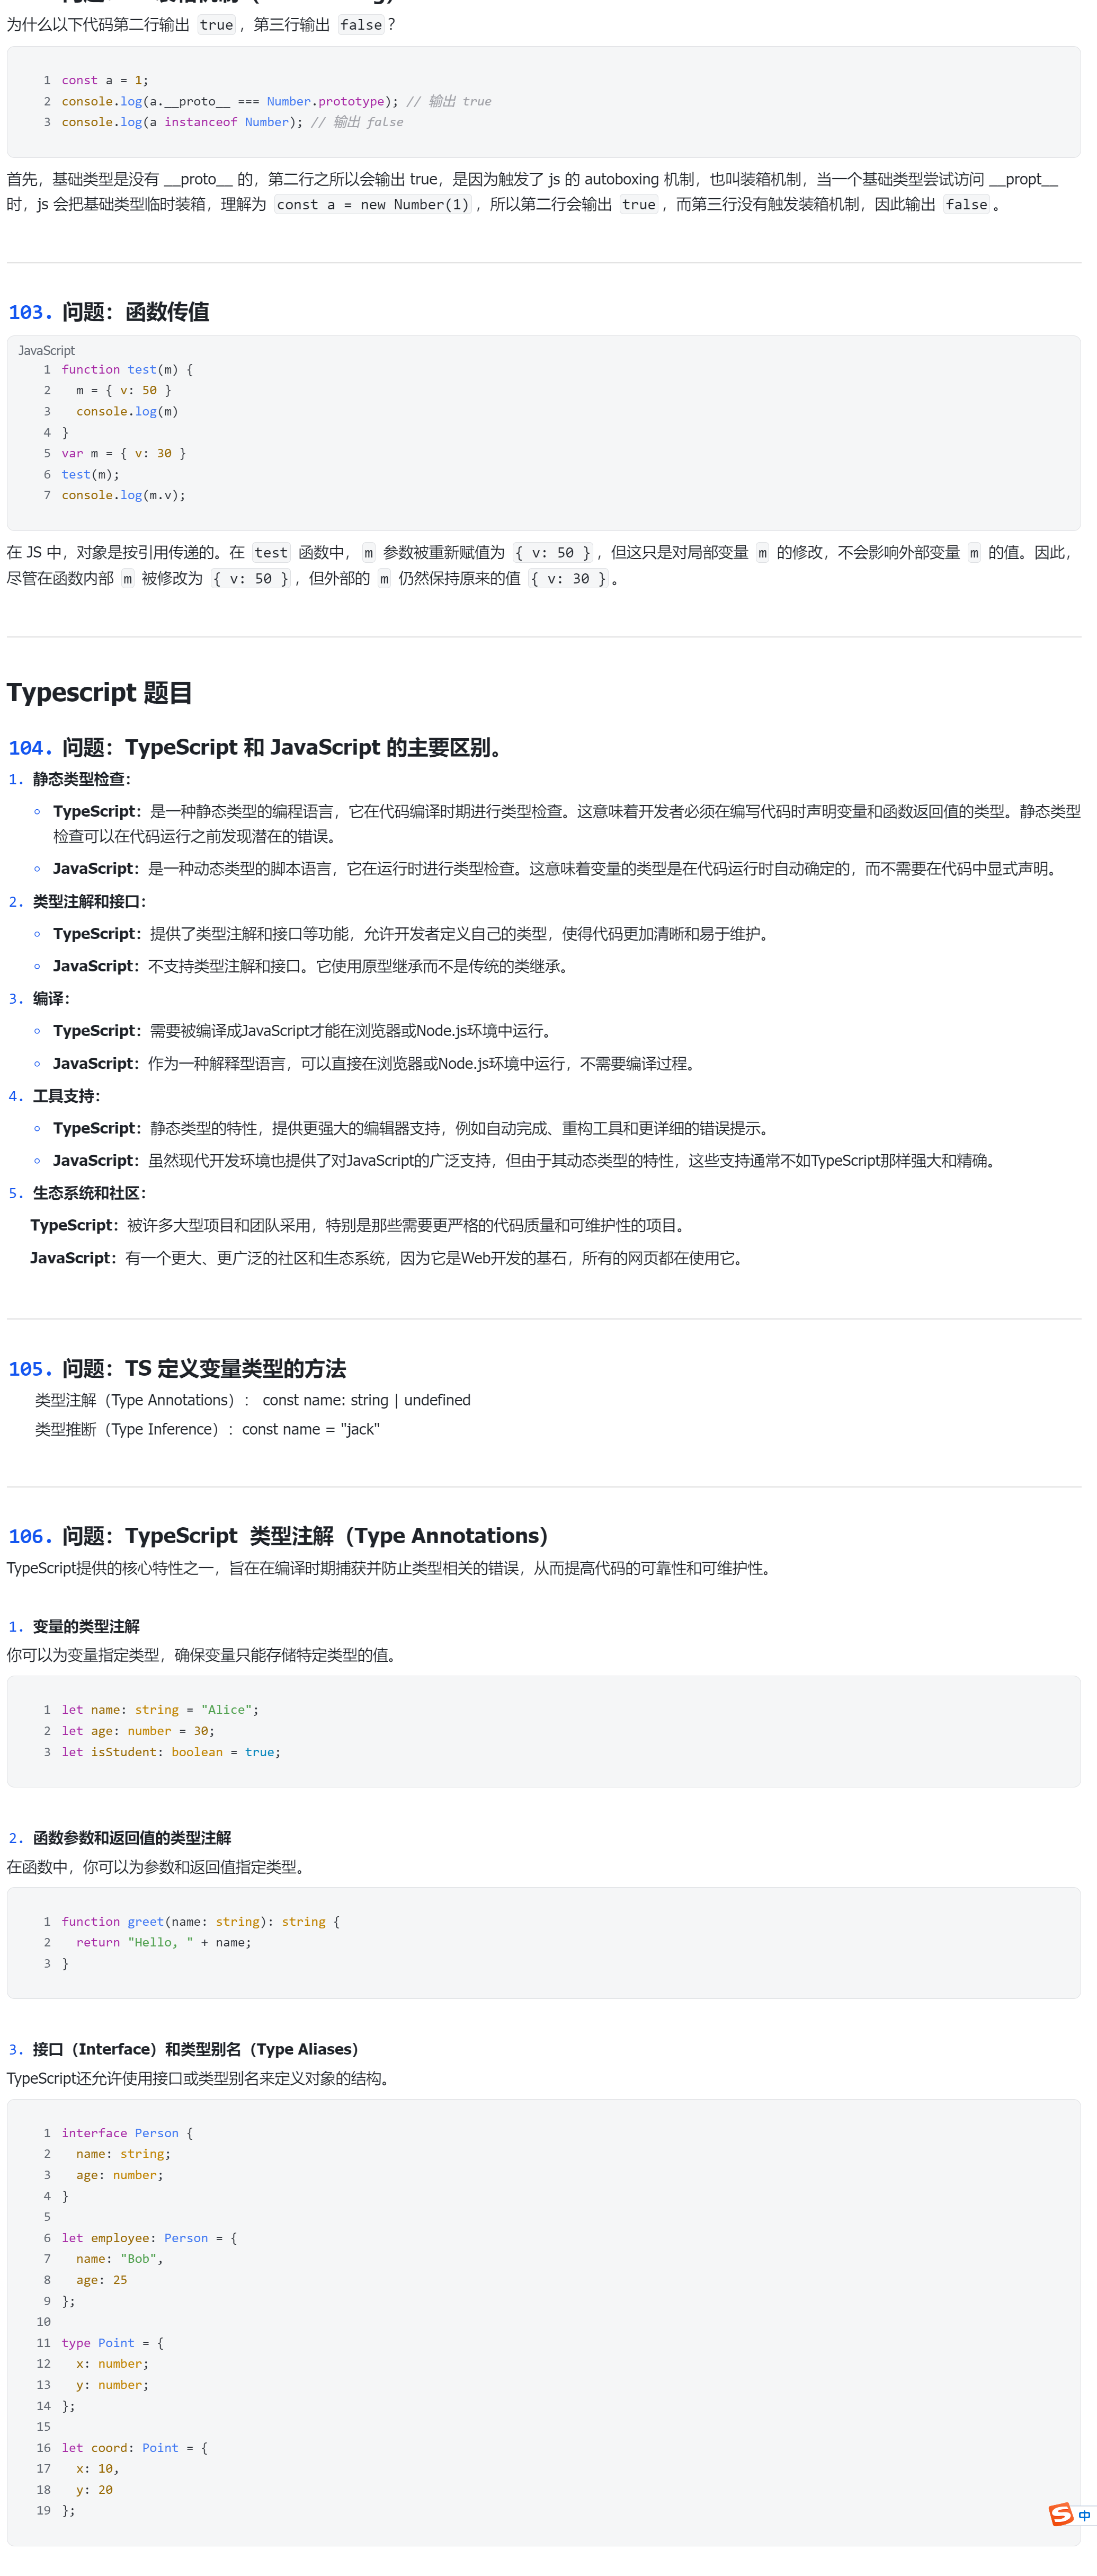 为什么以下代码第二行输出 true，第三行输出 false？
1 const a = 1;
2 console.log(a.__proto__ === Number.prototype); // 输出 true
3 console.log(a instanceof Number); // 输出 false
首先，基础类型是没有 __proto__ 的，第二行之所以会输出 true，是因为触发了 js 的 autoboxing 机制，也叫装箱机制，当一个基础类型尝试访问 __propt__
时，js 会把基础类型临时装箱，理解为 const a = new Number(1)，所以第二行会输出 true，而第三行没有触发装箱机制，因此输出 false。
103. 问题：函数传值
JavaScript
1 function test(m) {
2   m = { v: 50 }
3   console.log(m)
4 }
5 var m = { v: 30 }
6 test(m);
7 console.log(m.v);
在 JS 中，对象是按引用传递的。在 test 函数中，m 参数被重新赋值为 { v: 50 }，但这只是对局部变量 m 的修改，不会影响外部变量 m 的值。因此，
尽管在函数内部 m 被修改为 { v: 50 }，但外部的 m 仍然保持原来的值 { v: 30 }。
Typescript 题目
104. 问题：TypeScript 和 JavaScript 的主要区别。
1. 静态类型检查：
TypeScript：是一种静态类型的编程语言，它在代码编译时期进行类型检查。这意味着开发者必须在编写代码时声明变量和函数返回值的类型。静态类型
检查可以在代码运行之前发现潜在的错误。
JavaScript：是一种动态类型的脚本语言，它在运行时进行类型检查。这意味着变量的类型是在代码运行时自动确定的，而不需要在代码中显式声明。
2. 类型注解和接口：
TypeScript：提供了类型注解和接口等功能，允许开发者定义自己的类型，使得代码更加清晰和易于维护。
JavaScript：不支持类型注解和接口。它使用原型继承而不是传统的类继承。
3. 编译：
TypeScript：需要被编译成JavaScript才能在浏览器或Node.js环境中运行。
JavaScript：作为一种解释型语言，可以直接在浏览器或Node.js环境中运行，不需要编译过程。
4. 工具支持：
TypeScript：静态类型的特性，提供更强大的编辑器支持，例如自动完成、重构工具和更详细的错误提示。
JavaScript：虽然现代开发环境也提供了对JavaScript的广泛支持，但由于其动态类型的特性，这些支持通常不如TypeScript那样强大和精确。
5. 生态系统和社区：
TypeScript：被许多大型项目和团队采用，特别是那些需要更严格的代码质量和可维护性的项目。
JavaScript：有一个更大、更广泛的社区和生态系统，因为它是Web开发的基石，所有的网页都在使用它。
105. 问题：TS 定义变量类型的方法
类型注解（Type Annotations）： const name: string | undefined
类型推断（Type Inference）：const name = "jack"
106. 问题：TypeScript 类型注解（Type Annotations）
TypeScript提供的核心特性之一，旨在在编译时期捕获并防止类型相关的错误，从而提高代码的可靠性和可维护性。
1. 变量的类型注解
你可以为变量指定类型，确保变量只能存储特定类型的值。
1 let name: string = "Alice";
2 let age: number = 30;
3 let isStudent: boolean = true;
2. 函数参数和返回值的类型注解
在函数中，你可以为参数和返回值指定类型。
1 function greet(name: string): string {
2   return "Hello, " + name;
3 }
3. 接口（Interface）和类型别名（Type Aliases）
TypeScript还允许使用接口或类型别名来定义对象的结构。
1 interface Person {
2   name: string;
3   age: number;
4 }
5
6 let employee: Person = {
7   name: "Bob",
8   age: 25
9 };
10
11 type Point = {
12   x: number;
13   y: number;
14 };
15
16 let coord: Point = {
17   x: 10,
18   y: 20
19 };
中